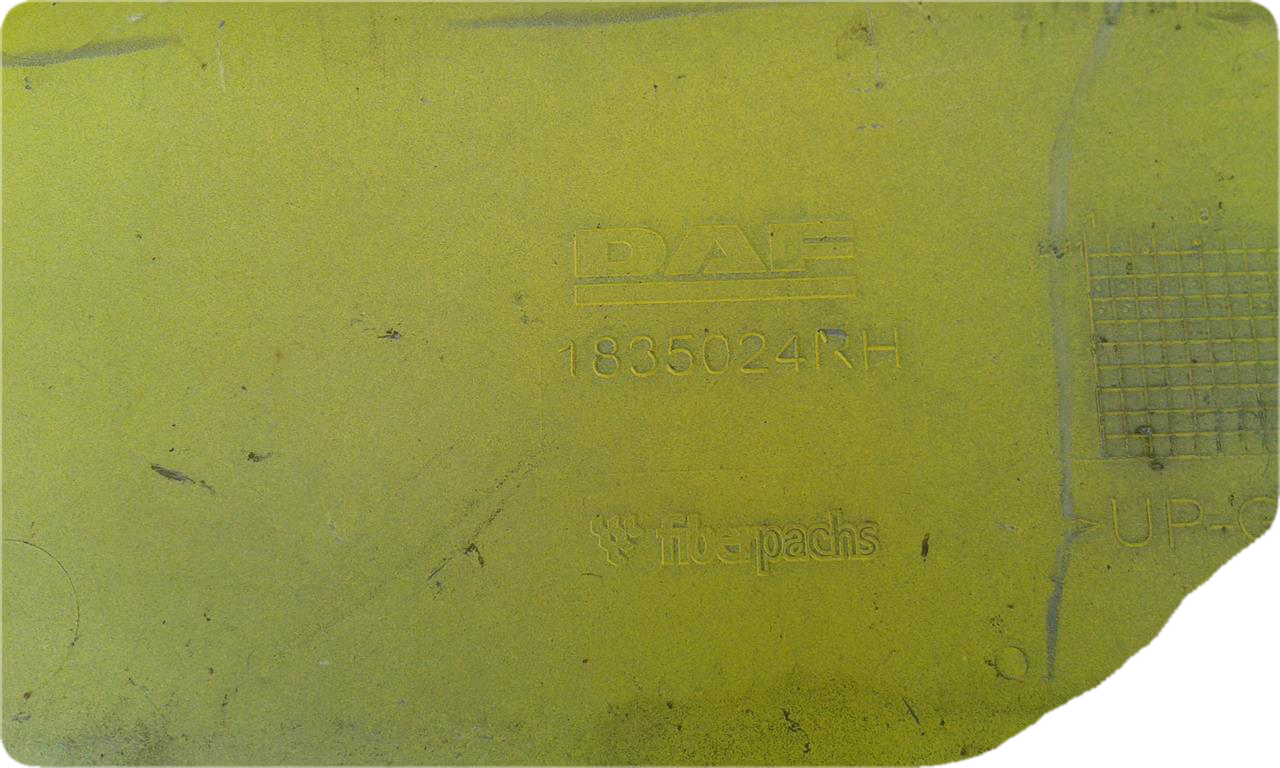 DAF
1835024RH
fiberpachs
>UP-